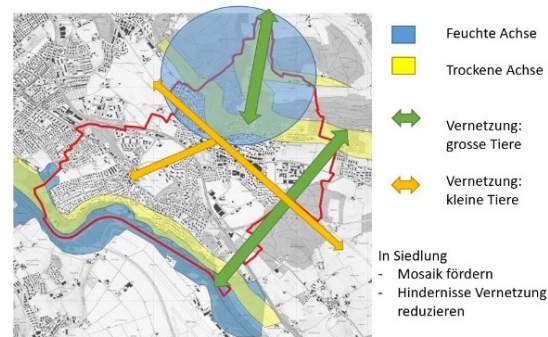 Feuchte Achse
Trockene Achse
Vernetzung:
grosse Tiere
Vernetzung:
kleine Tiere
In Siedlung
- Mosaik fördern
- Hindernisse Vernetzung
reduzieren